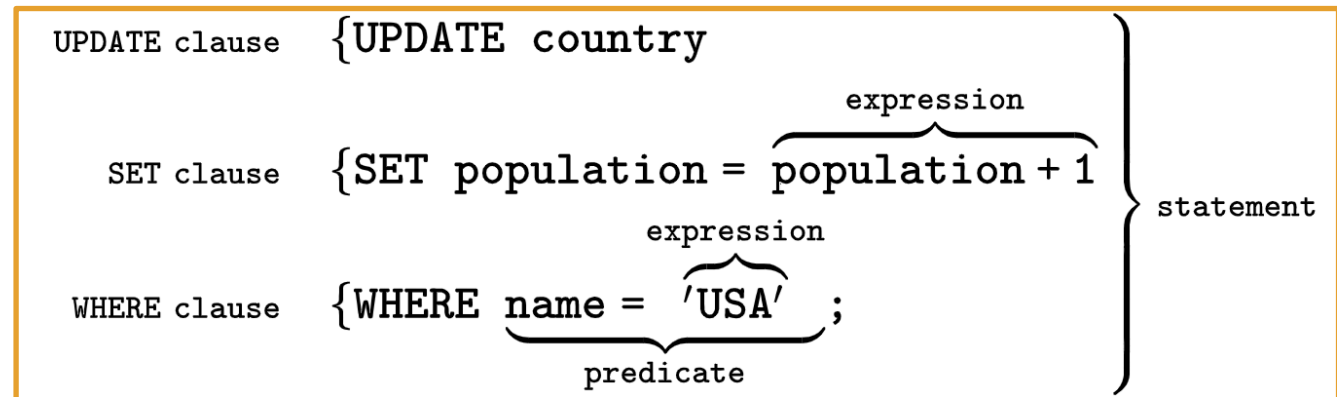 UPDATE clause {UPDATE country
expression
SET clause {SET population = population + 1
statement
expression
WHERE clause {WHERE name = 'USA' ;
predicate